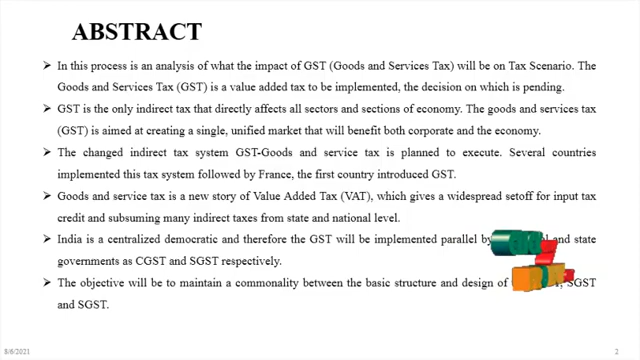 ABSTRACT
➢ In this process is an analysis of what the impact of GST (Goods and Services Tax) will be on Tax Scenario. The
Goods and Services Tax (GST) is a value added tax to be implemented, the decision on which is pending.
➢ GST is the only indirect tax that directly affects all sectors and sections of economy. The goods and services tax
(GST) is aimed at creating a single, unified market that will benefit both corporate and the economy.
➢ The changed indirect tax system GST-Goods and service tax is planned to execute. Several countries
implemented this tax system followed by France, the first country introduced GST.
➢ Goods and service tax is a new story of Value Added Tax (VAT), which gives a widespread setoff for input tax
credit and subsuming many indirect taxes from state and national level.
➢ India is a centralized democratic and therefore the GST will be implemented parallel by and state
governments as CGST and SGST respectively.
➢ The objective will be to maintain a commonality between the basic structure and design of SGST
and SGST.
8/6/2021
2